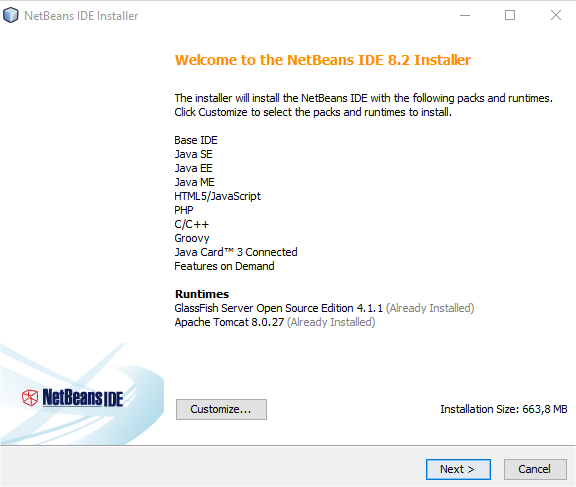 NetBeans IDE Installer
Welcome to the NetBeans IDE 8.2 Installer
The installer will install the NetBeans IDE with the following packs and runtimes.
Click Customize to select the packs and runtimes to install.
Base IDE
Java SE
Java EE
Java ME
HTML5/JavaScript
PHP
C/C++
Groovy
Java Card™ 3 Connected
Features on Demand
Runtimes
GlassFish Server Open Source Edition 4.1.1 (Already Installed)
Apache Tomcat 8.0.27 (Already Installed)
NetBeans IDE
Customize...
Installation Size: 663,8 MB
Next >
Cancel